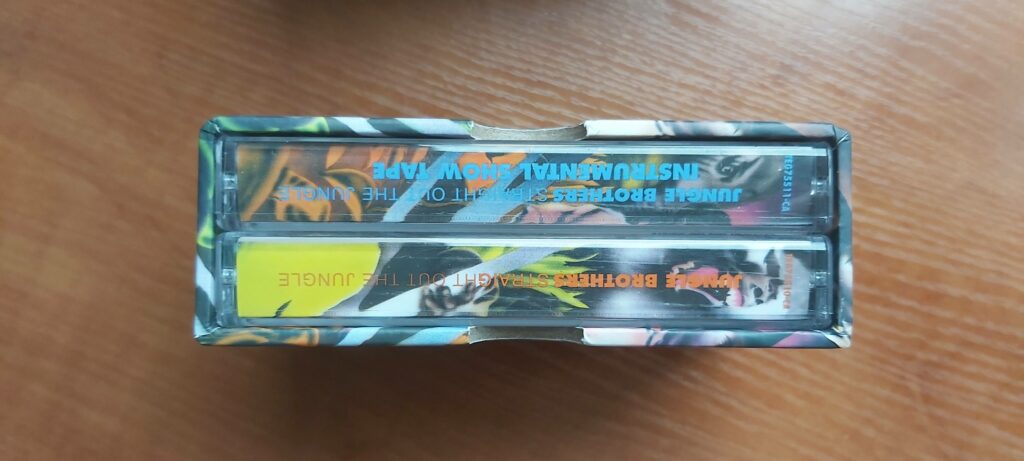 JUNGLE BROTHERS STRAIGHT OUT THE JUNGLE
JUNGLE BROTHERS STRAIGHT OUT THE JUNGLE
INSTRUMENTAL SHOW TAPE